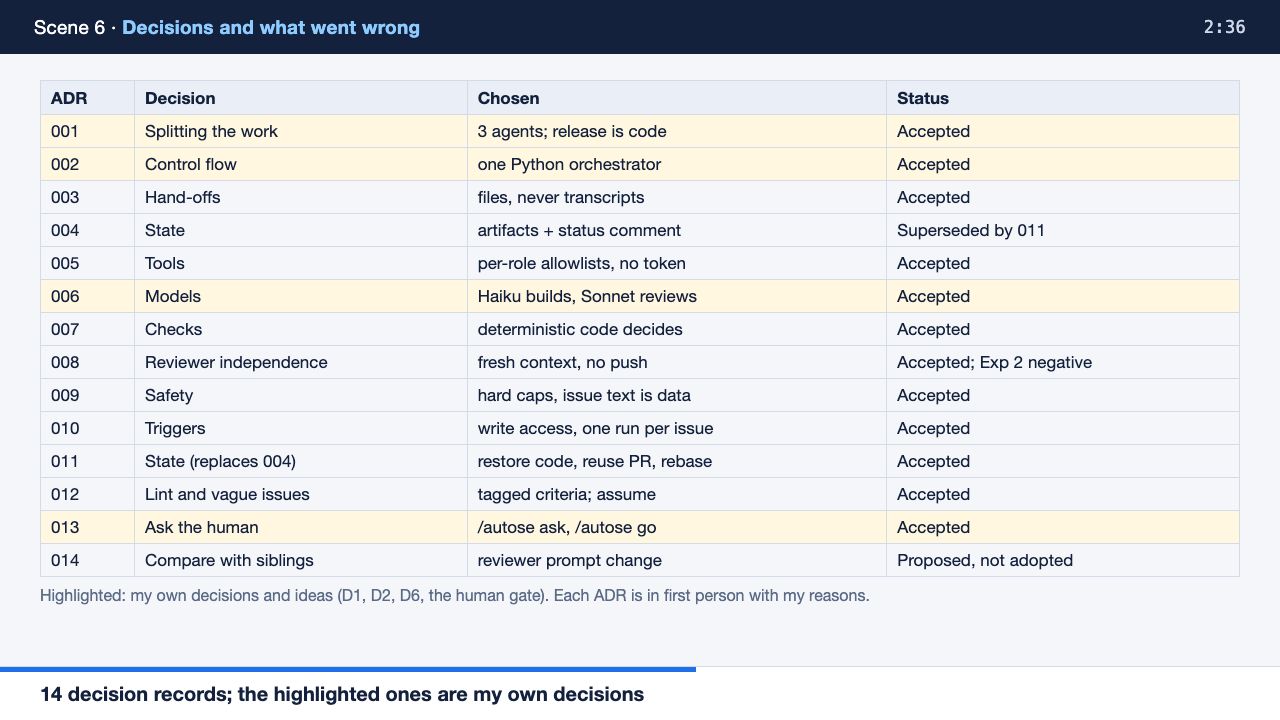 Scene 6 · Decisions and what went wrong 2:36
ADR Decision Chosen Status
001 Splitting the work 3 agents; release is code Accepted
002 Control flow one Python orchestrator Accepted
003 Hand-offs files, never transcripts Accepted
004 State artifacts + status comment Superseded by 011
005 Tools per-role allowlists, no token Accepted
006 Models Haiku builds, Sonnet reviews Accepted
007 Checks deterministic code decides Accepted
008 Reviewer independence fresh context, no push Accepted; Exp 2 negative
009 Safety hard caps, issue text is data Accepted
010 Triggers write access, one run per issue Accepted
011 State (replaces 004) restore code, reuse PR, rebase Accepted
012 Lint and vague issues tagged criteria; assume Accepted
013 Ask the human /autose ask, /autose go Accepted
014 Compare with siblings reviewer prompt change Proposed, not adopted
Highlighted: my own decisions and ideas (D1, D2, D6, the human gate). Each ADR is in first person with my reasons.
14 decision records; the highlighted ones are my own decisions